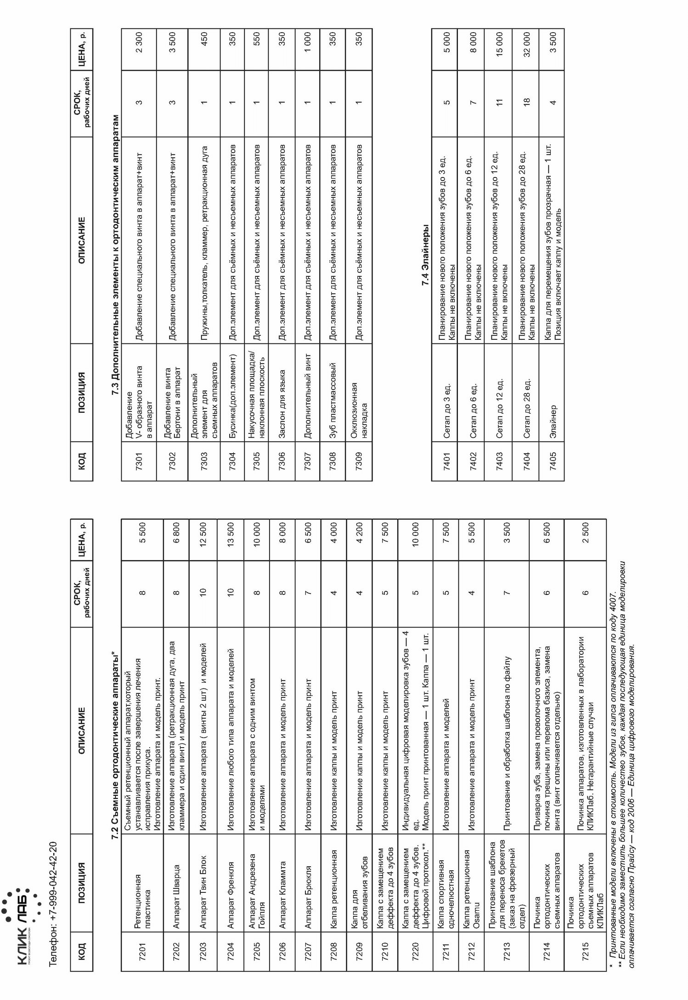 КЛИК ЛАБ
ПРОЕКТ ВСЕВОЛОДА СОКОЛОВА
Телефон: +7-999-042-42-20
КОД ПОЗИЦИЯ ОПИСАНИЕ СРОК, рабочих дней ЦЕНА, р.
7.2 Съемные ортодонтические аппараты*
7201 Ретенционная пластинка Съемный ретенционный аппарат,который устанавливается после завершения лечения исправления прикуса. Изготовление аппарата и модель принт. 8 5 500
7202 Аппарат Шварца Изготовление аппарата (ретракционная дуга, два кламмера и один винт) и модель принт 8 6 800
7203 Аппарат Твин Блок Изготовление аппарата ( винты 2 шт) и моделей 10 12 500
7204 Аппарат Френкля Изготовление любого типа аппарата и моделей 10 13 500
7205 Аппарат Андрезена Гойпля Изготовление аппарата с одним винтом и моделями 8 10 000
7206 Аппарат Кламмта Изготовление аппарата и модель принт 8 8 000
7207 Аппарат Брюкля Изготовление аппарата и модель принт 7 6 500
7208 Каппа ретенционная Изготовление каппы и модель принт 4 4 000
7209 Каппа для отбеливания зубов Изготовление каппы и модель принт 4 4 200
7210 Каппа с замещением деффекта до 4 зубов Изготовление каппы и модель принт 5 7 500
7220 Каппа с замещением деффекта до 4 зубов. Цифровой протокол.** Индивидуальная цифровая моделировка зубов — 4 ед. Модель принт принтованная — 1 шт. Каппа — 1 шт. 5 10 000
7211 Каппа спортивная одночелюстная Изготовление аппарата и моделей 5 7 500
7212 Каппа ретенционная Osamu Изготовление аппарата и модель принт 4 5 500
7213 Принтование шаблона для переноса брекетов (заказ на фрезерный отдел) Принтование и обработка шаблона по файлу 7 3 500
7214 Починка ортодонтических съемных аппаратов Приварка зуба, замена проволочного элемента, починка трещины или перелома базиса, замена винта (винт оплачивается отдельно) 6 6 500
7215 Починка ортодонтических съемных аппаратов КЛИКЛаб Починка аппаратов, изготовленных в лаборатории КЛИКЛаб. Негарантийные случаи 6 2 500
* Принтованные модели включены в стоимость. Модели из гипса оплачиваются по коду 4007.
** Если необходимо заместить большее количество зубов, каждая последующая единица моделировки
оплачивается согласно Прайсу — код 2006 — Единица цифрового моделирования.
КОД ПОЗИЦИЯ ОПИСАНИЕ СРОК, рабочих дней ЦЕНА, р.
7.3 Дополнительные элементы к ортодонтическим аппаратам
7301 Добавление V- образного винта в аппарат Добавление специального винта в аппарат+винт 3 2 300
7302 Добавление винта Бертони в аппарат Добавление специального винта в аппарат+винт 3 3 500
7303 Дополнительный элемент для съемных аппаратов Пружины,толкатель, кламмер, ретракционная дуга 1 450
7304 Бусинка(доп.элемент) Доп.элемент для съёмных и несъемных аппаратов 1 350
7305 Накусочная площадка/ наклонная плоскость Доп.элемент для съёмных и несъемных аппаратов 1 550
7306 Заслон для языка Доп.элемент для съёмных и несъемных аппаратов 1 350
7307 Дополнительный винт Доп.элемент для съёмных и несъемных аппаратов 1 1 000
7308 Зуб пластмассовый Доп.элемент для съёмных и несъемных аппаратов 1 350
7309 Окклюзионная накладка Доп.элемент для съёмных и несъемных аппаратов 1 350
7.4 Элайнеры
7401 Сетап до 3 ед. Планирование нового положения зубов до 3 ед. Каппы не включены 5 5 000
7402 Сетап до 6 ед. Планирование нового положения зубов до 6 ед. Каппы не включены 7 8 000
7403 Сетап до 12 ед. Планирование нового положения зубов до 12 ед. Каппы не включены 11 15 000
7404 Сетап до 28 ед. Планирование нового положения зубов до 28 ед. Каппы не включены 18 32 000
7405 Элайнер Каппа для перемещения зубов прозрачная — 1 шт. Позиция включает каппу и модель 4 3 500